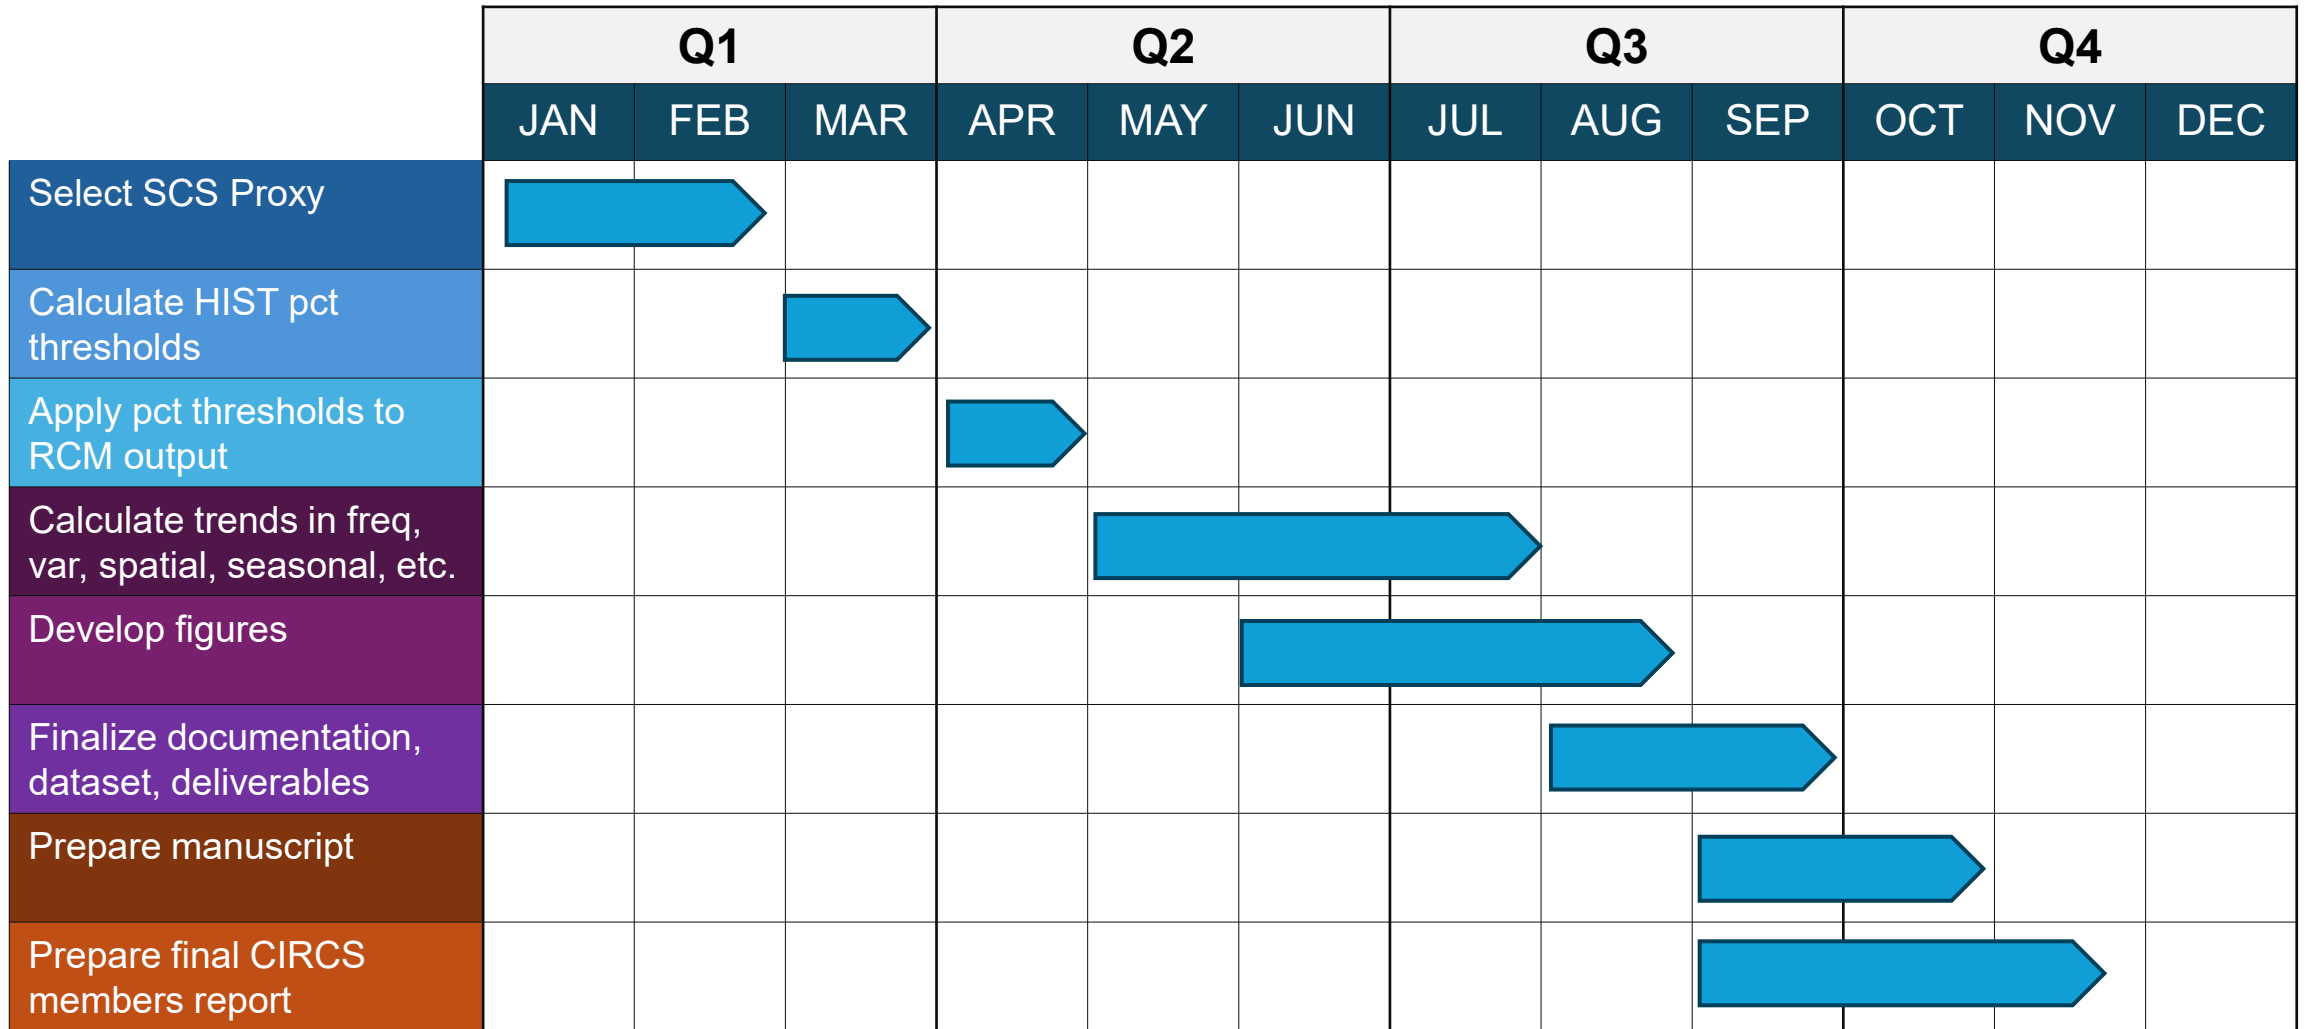 Q1 Q2 Q3 Q4
JAN FEB MAR APR MAY JUN JUL AUG SEP OCT NOV DEC
Select SCS Proxy
Calculate HIST pct
thresholds
Apply pct thresholds to
RCM output
Calculate trends in freq,
var, spatial, seasonal, etc.
Develop figures
Finalize documentation,
dataset, deliverables
Prepare manuscript
Prepare final CIRCS
members report